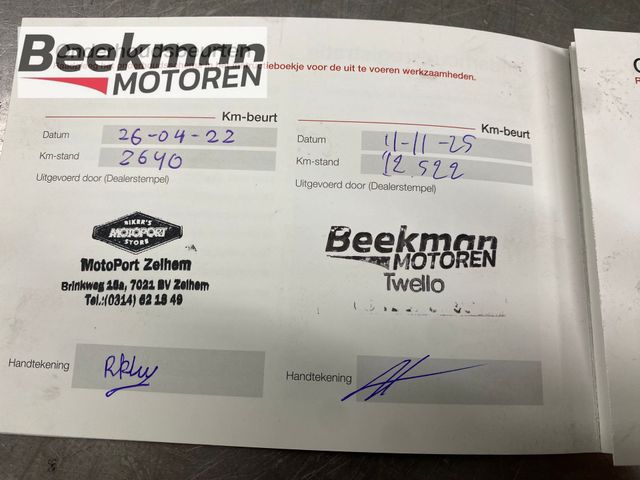 Beekman
MOTOREN
Onderhoudsbeurten
tieboekje voor de uit te voeren werkzaamheden.
Km-beurt
Datum 26-04-22
Km-stand 2640
Uitgevoerd door (Dealerstempel)
BIKER'S
MOTOPORT
STORE
MotoPort Zelhem
Brinkweg 18a, 7021 BV Zelhem
Tel.:(0314) 62 18 49
Handtekening
Km-beurt
Datum 11-11-25
Km-stand 12.522
Uitgevoerd door (Dealerstempel)
Beekman
MOTOREN
Twello
Handtekening